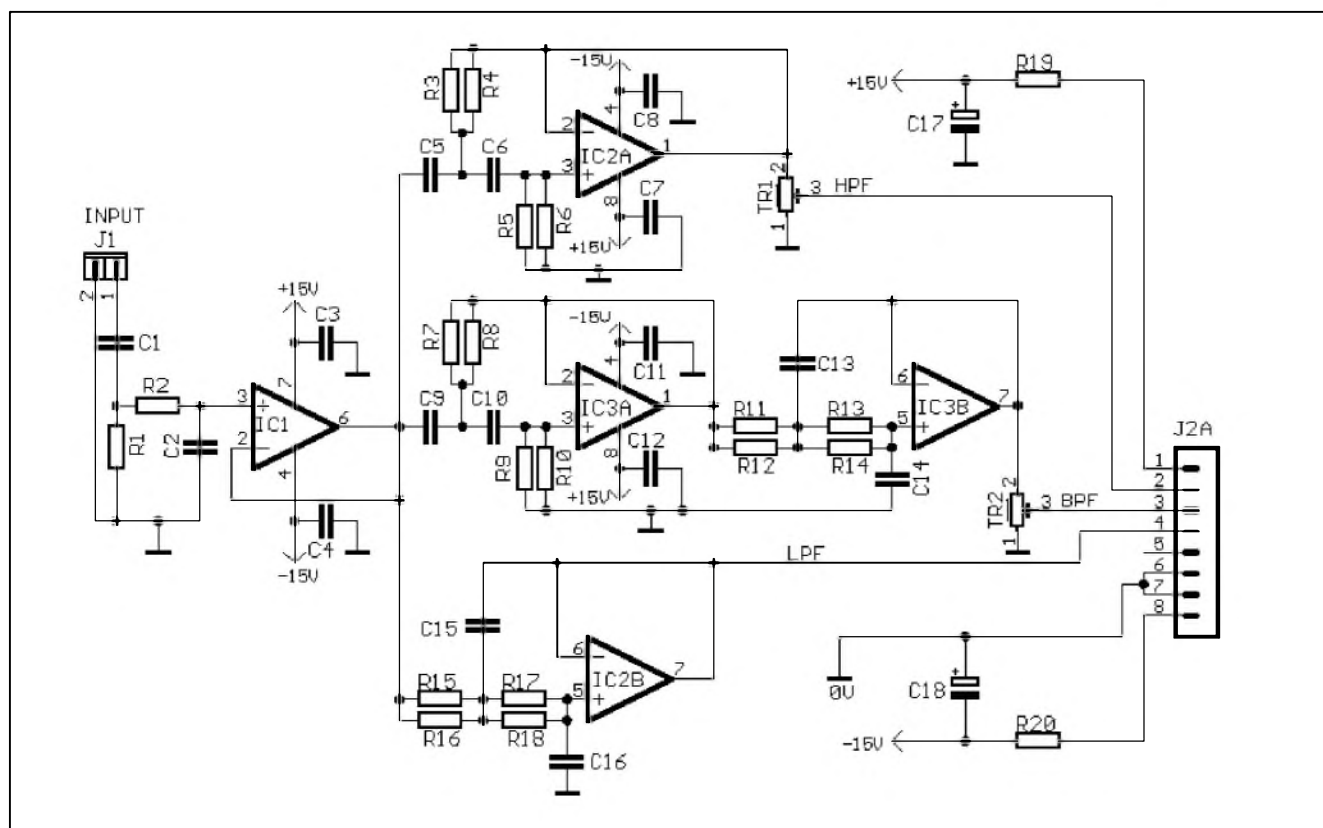 -15V
R3
R4
4
C8
C5
C6
2
3
IC2A
1
8
C7
R5
R6
+15V
2
TR1
1
3 HPF
+15V
R19
C17
INPUT
J1
2
1
C1
R2
R1
C2
+15V
C3
7
3
IC1
2
6
4
C4
-15V
R7
R8
-15V
4
C11
C9
C10
2
3
IC3A
1
8
C12
R9
R10
+15V
C13
R11
R12
R13
R14
C14
6
5
IC3B
7
2
TR2
1
3 BPF
J2A
1
2
3
4
5
6
7
8
LPF
C15
R15
R16
R17
R18
6
5
IC2B
7
C16
0V
C18
-15V
R20